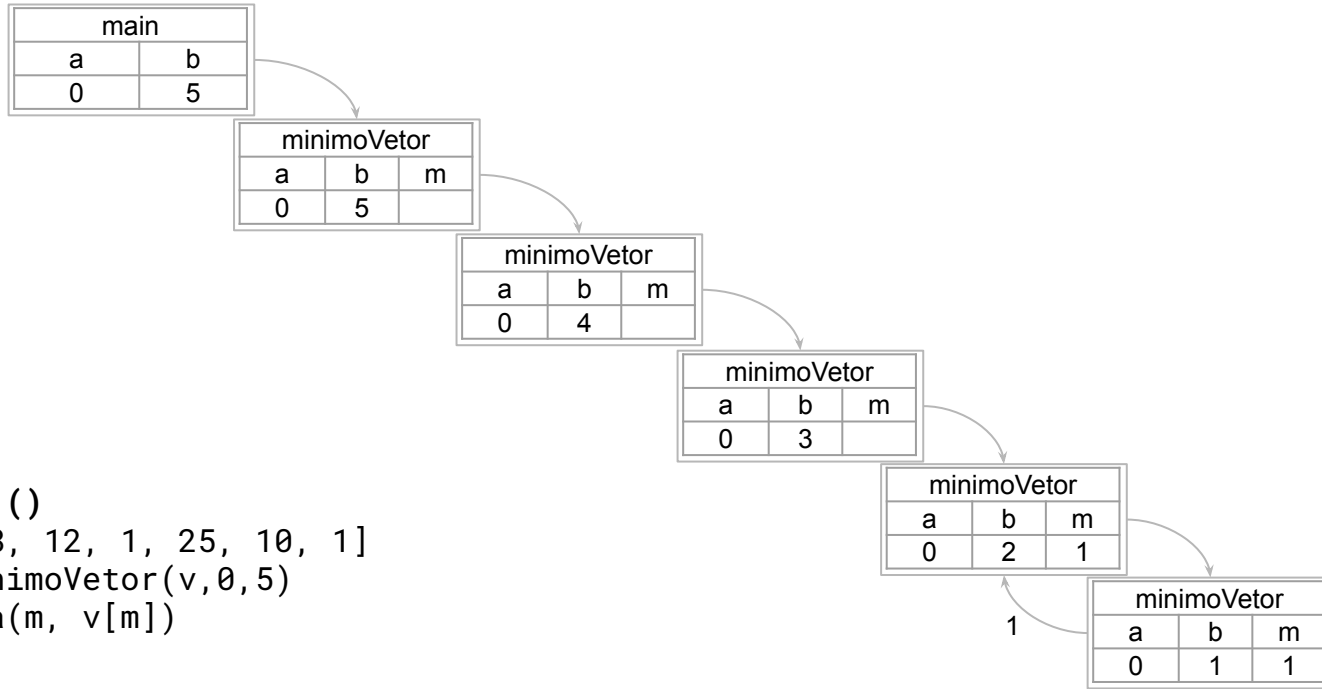 main
a b
0 5
minimoVetor
a b m
0 5
minimoVetor
a b m
0 4
minimoVetor
a b m
0 3
minimoVetor
a b m
0 2 1
minimoVetor
a b m
0 1 1
1
()
, 12, 1, 25, 10, 1]
nimoVetor(v,0,5)
(m, v[m])